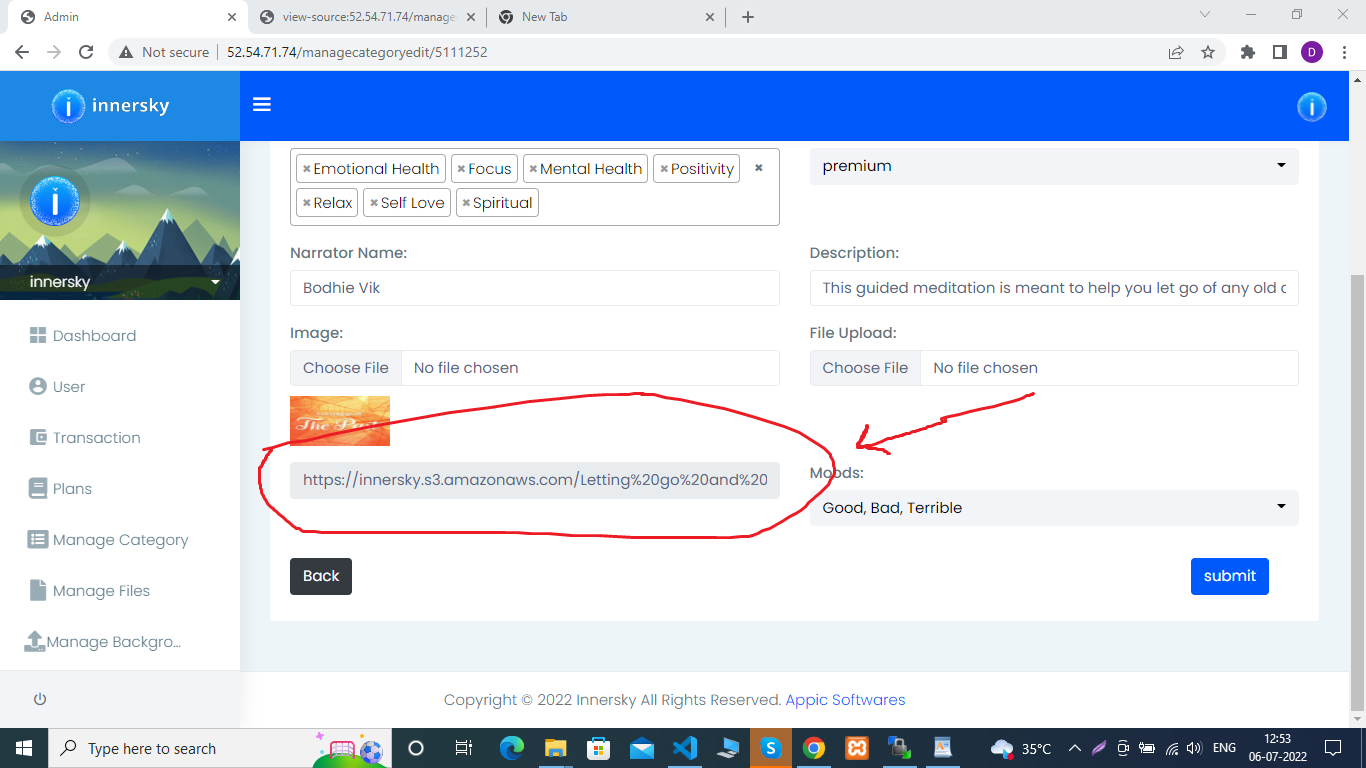 Admin
view-source:52.54.71.74/manage
New Tab
Not secure
52.54.71.74/managecategoryedit/5111252
D
innersky
Emotional Health
Focus
Mental Health
Positivity
Relax
Self Love
Spiritual
premium
Narrator Name:
Description:
Bodhie Vik
This guided meditation is meant to help you let go of any old c
Image:
File Upload:
Choose File No file chosen
Choose File No file chosen
The Past
https://innersky.s3.amazonaws.com/Letting%20go%20and%20
Moods:
Good, Bad, Terrible
Back
submit
innersky
Dashboard
User
Transaction
Plans
Manage Category
Manage Files
Manage Backgro...
Copyright © 2022 Innersky All Rights Reserved. Appic Softwares
Type here to search
35°C
ENG
12:53
06-07-2022